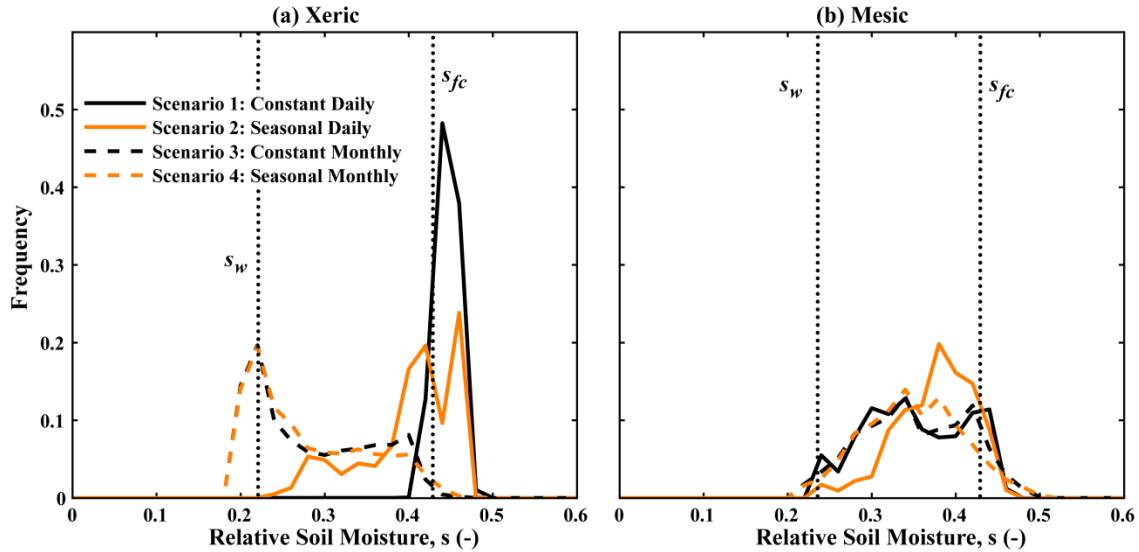 (a) Xeric
(b) Mesic
Scenario 1: Constant Daily
Scenario 2: Seasonal Daily
Scenario 3: Constant Monthly
Scenario 4: Seasonal Monthly
s_w
s_fc
s_w
s_fc
Frequency
0.5
0.4
0.3
0.2
0.1
0
0 0.1 0.2 0.3 0.4 0.5 0.6
0 0.1 0.2 0.3 0.4 0.5 0.6
Relative Soil Moisture, s (-)
Relative Soil Moisture, s (-)